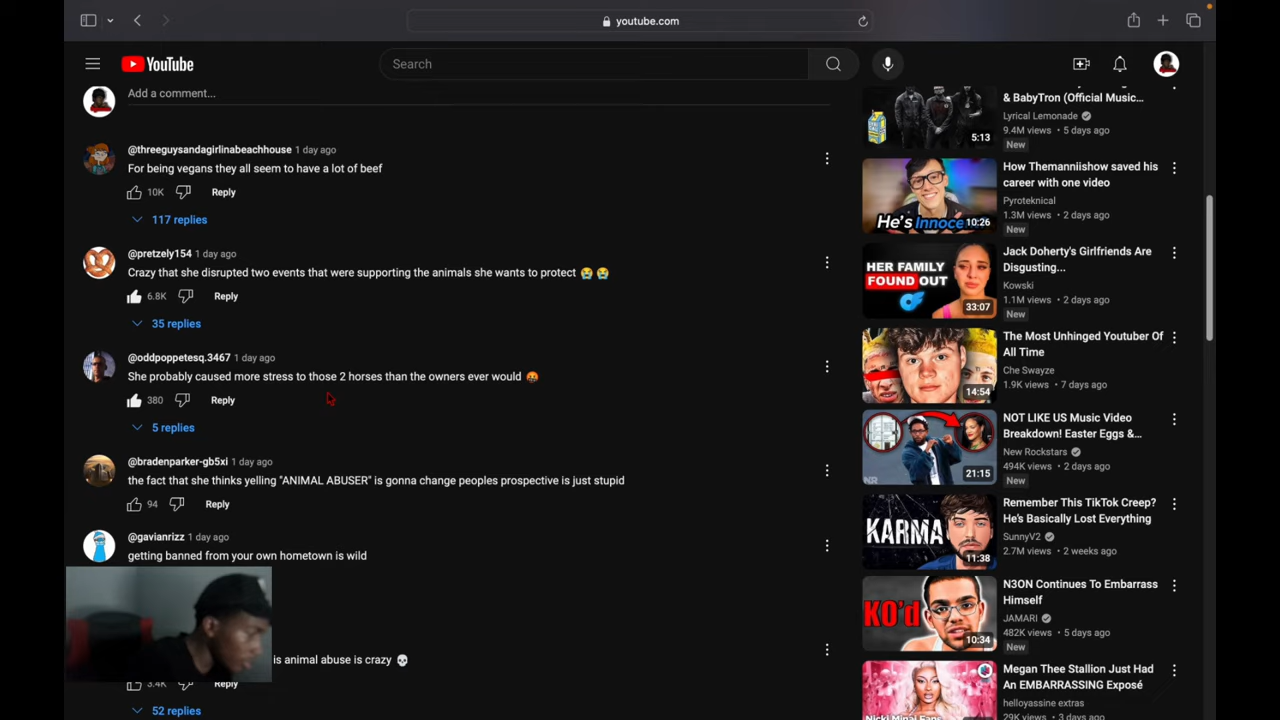 youtube.com
YouTube
Search
Add a comment...
@threeguysandagirlinabeachhouse 1 day ago
For being vegans they all seem to have a lot of beef
10K Reply
117 replies
@pretzely154 1 day ago
Crazy that she disrupted two events that were supporting the animals she wants to protect 😭😭
6.8K Reply
35 replies
@oddpoppetesq.3467 1 day ago
She probably caused more stress to those 2 horses than the owners ever would 🤬
380 Reply
5 replies
@bradenparker-gb5xi 1 day ago
the fact that she thinks yelling "ANIMAL ABUSER" is gonna change peoples prospective is just stupid
94 Reply
@gavianrizz 1 day ago
getting banned from your own hometown is wild
is animal abuse is crazy 💀
3.4K Reply
52 replies
& BabyTron (Official Music...
Lyrical Lemonade
9.4M views • 5 days ago
New
5:13
How Themanniishow saved his
career with one video
Pyroteknical
1.3M views • 2 days ago
New
He's Innoce
10:26
Jack Doherty's Girlfriends Are
Disgusting...
Kowski
1.1M views • 2 days ago
New
HER FAMILY
FOUND OUT
33:07
The Most Unhinged Youtuber Of
All Time
Che Swayze
1.9K views • 7 days ago
14:54
NOT LIKE US Music Video
Breakdown! Easter Eggs &...
New Rockstars
494K views • 2 days ago
New
NR
21:15
Remember This TikTok Creep?
He's Basically Lost Everything
SunnyV2
2.7M views • 2 weeks ago
KARMA
11:38
N3ON Continues To Embarrass
Himself
JAMARI
482K views • 5 days ago
New
KO'd
10:34
Megan Thee Stallion Just Had
An EMBARRASSING Exposé
helloyassine extras
29K views • 3 days ago
Nicki Minaj Fans